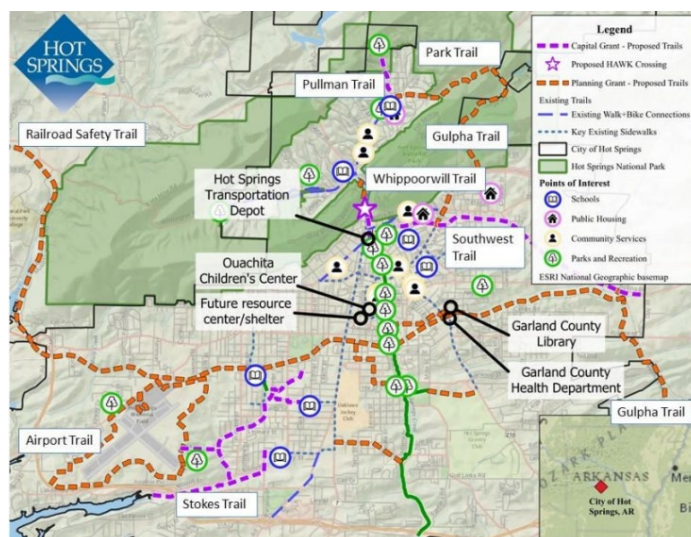 HOT
SPRINGS
Park Trail
Pullman Trail
Railroad Safety Trail
Gulpha Trail
Whippoorwill Trail
Hot Springs
Transportation
Depot
Southwest
Trail
Ouachita
Children's Center
Future resource
center/shelter
Garland County
Library
Garland County
Health Department
Gulpha Trail
Airport Trail
Stokes Trail
Legend
Capital Grant - Proposed Trails
Proposed HAWK Crossing
Planning Grant - Proposed Trails
Existing Trails
Existing Walk+Bike Connections
Key Existing Sidewalks
City of Hot Springs
Hot Springs National Park
Points of Interest
Schools
Public Housing
Community Services
Parks and Recreation
ESRI National Geographic basemap
OZARK PLA
ARKANSAS
City of Hot
Springs, AR